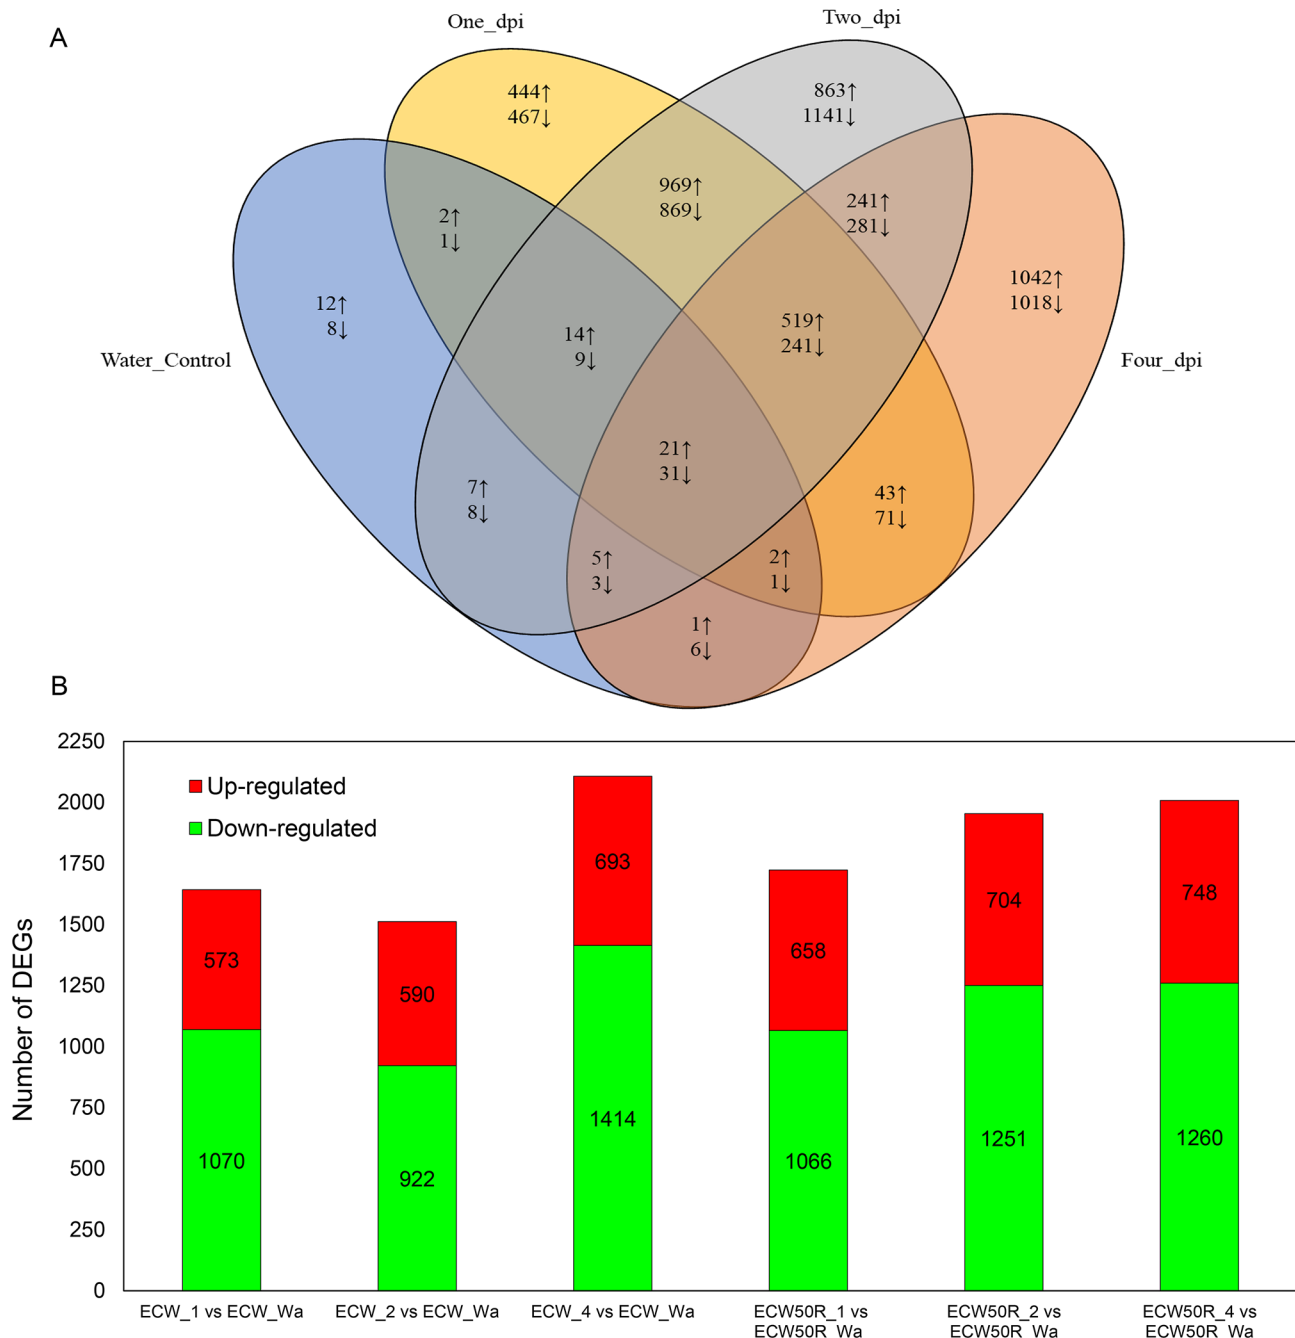 A
One_dpi
Two_dpi
444↑
467↓
863↑
1141↓
969↑
869↓
241↑
281↓
2↑
1↓
1042↑
1018↓
12↑
8↓
14↑
9↓
519↑
241↓
Water_Control
Four_dpi
21↑
31↓
7↑
8↓
43↑
71↓
5↑
3↓
2↑
1↓
1↑
6↓
B
Number of DEGs
2250
2000
1750
1500
1250
1000
750
500
250
0
Up-regulated
Down-regulated
573
1070
590
922
693
1414
658
1066
704
1251
748
1260
ECW_1 vs ECW_Wa
ECW_2 vs ECW_Wa
ECW_4 vs ECW_Wa
ECW50R_1 vs
ECW50R_Wa
ECW50R_2 vs
ECW50R_Wa
ECW50R_4 vs
ECW50R_Wa